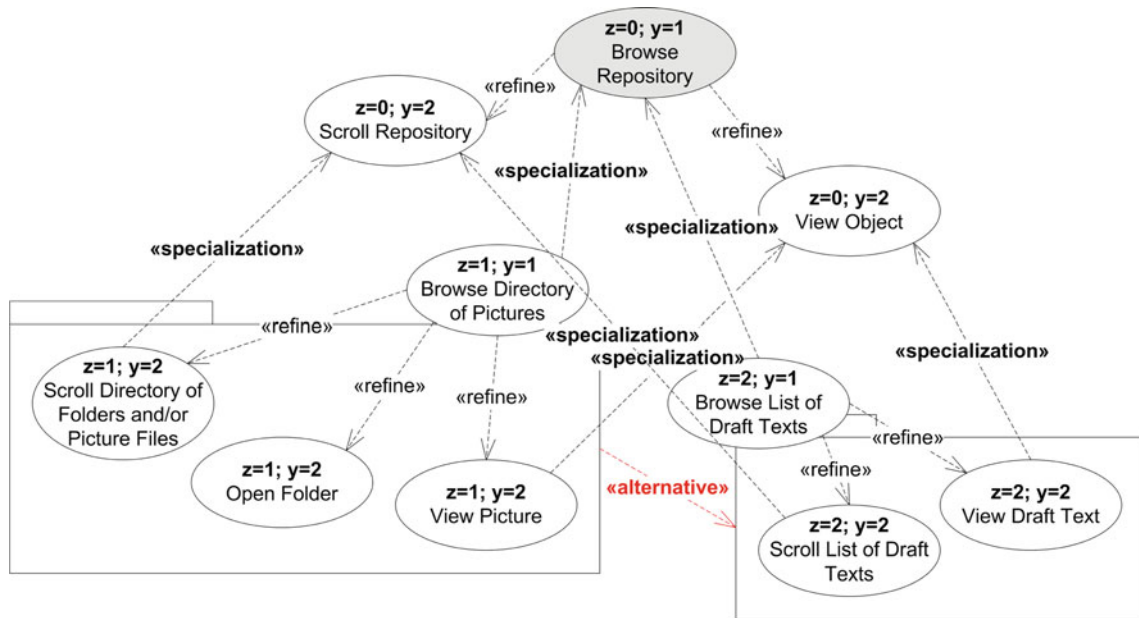 z=0; y=1
Browse
Repository
«refine»
z=0; y=2
Scroll Repository
«refine»
«specialization»
z=0; y=2
View Object
«specialization»
«specialization»
z=1; y=1
Browse Directory
of Pictures
«refine»
«specialization»
«specialization»
«specialization»
z=1; y=2
Scroll Directory of
Folders and/or
Picture Files
«refine»
«refine»
z=2; y=1
Browse List of
Draft Texts
«refine»
«refine»
z=1; y=2
Open Folder
z=1; y=2
View Picture
«alternative»
z=2; y=2
View Draft Text
z=2; y=2
Scroll List of Draft
Texts